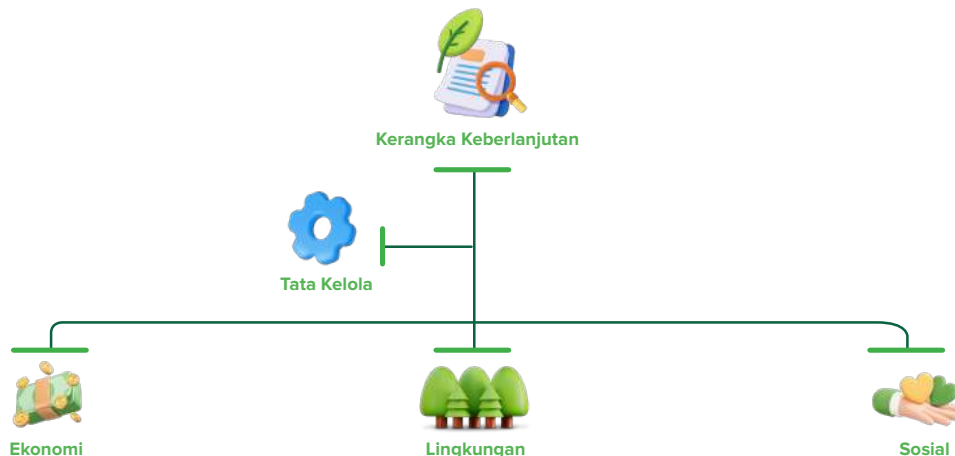 Kerangka Keberlanjutan
Tata Kelola
Ekonomi
Lingkungan
Sosial